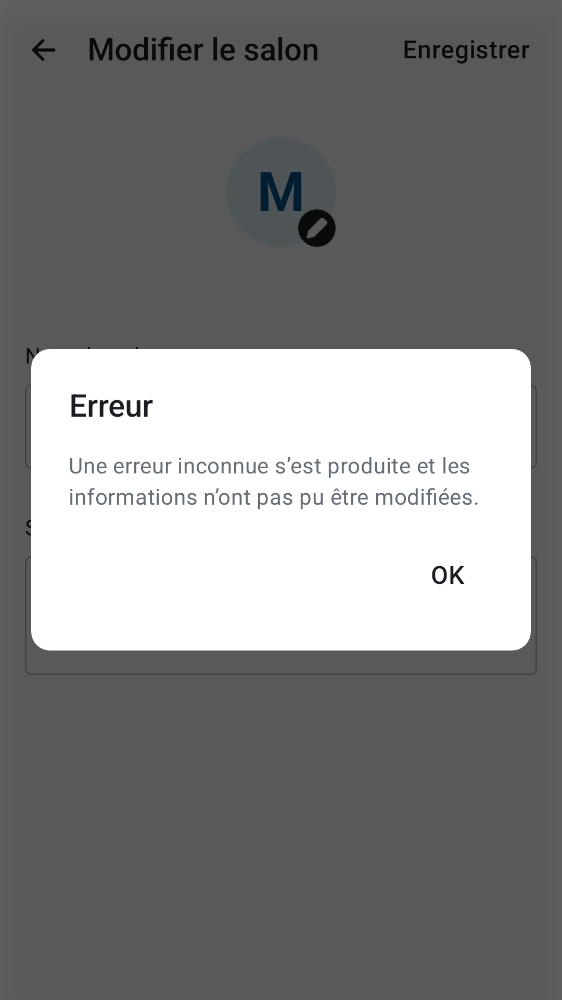 Modifier le salon
Enregistrer
M
Erreur
Une erreur inconnue s’est produite et les
informations n’ont pas pu être modifiées.
OK